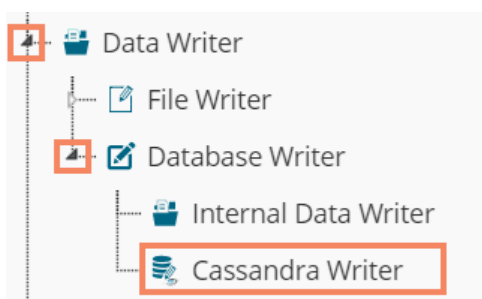 Data Writer
File Writer
Database Writer
Internal Data Writer
Cassandra Writer